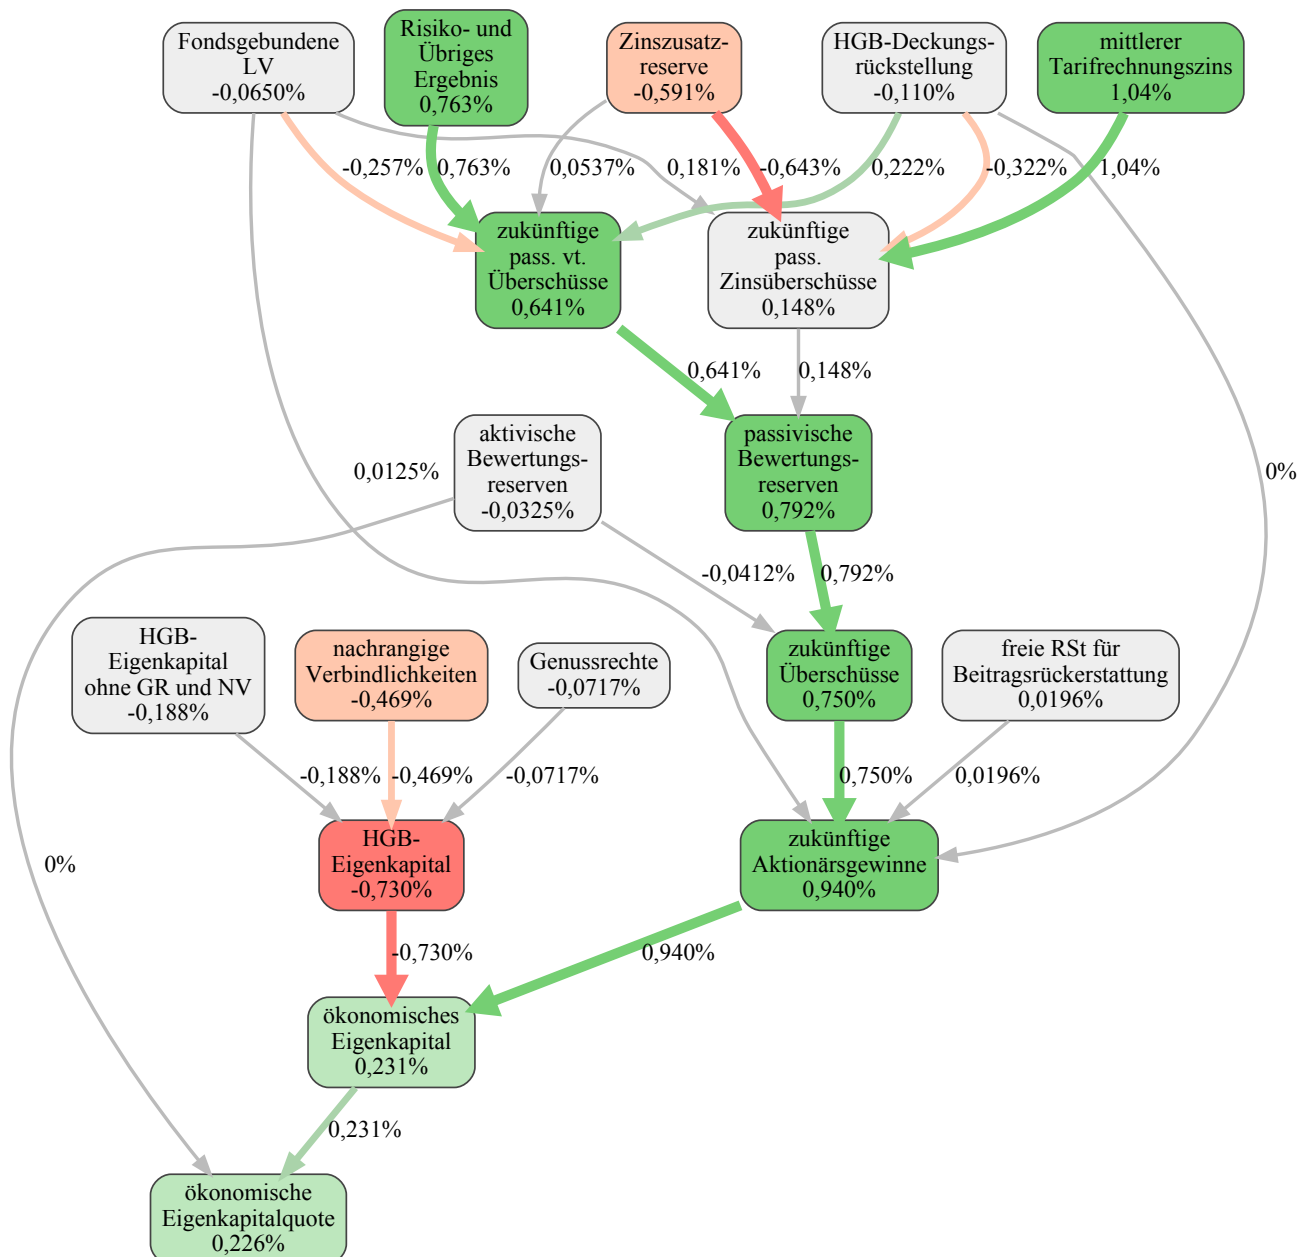 Fondsgebundene
LV
-0,0650%
Risiko- und
Übriges
Ergebnis
0,763%
Zinszusatz-
reserve
-0,591%
HGB-Deckungs-
rückstellung
-0,110%
mittlerer
Tarifrechnungszins
1,04%
-0,257%
0,763%
0,0537%
0,181%
-0,643%
0,222%
-0,322%
1,04%
zukünftige
pass. vt.
Überschüsse
0,641%
zukünftige
pass.
Zinsüberschüsse
0,148%
0,641%
0,148%
aktivische
Bewertungs-
reserven
-0,0325%
passivische
Bewertungs-
reserven
0,792%
0,0125%
0%
-0,0412%
0,792%
HGB-
Eigenkapital
ohne GR und NV
-0,188%
nachrangige
Verbindlichkeiten
-0,469%
Genussrechte
-0,0717%
zukünftige
Überschüsse
0,750%
freie RSt für
Beitragsrückerstattung
0,0196%
-0,188%
-0,469%
-0,0717%
0,750%
0,0196%
HGB-
Eigenkapital
-0,730%
zukünftige
Aktionärsgewinne
0,940%
0%
-0,730%
0,940%
ökonomisches
Eigenkapital
0,231%
0,231%
ökonomische
Eigenkapitalquote
0,226%